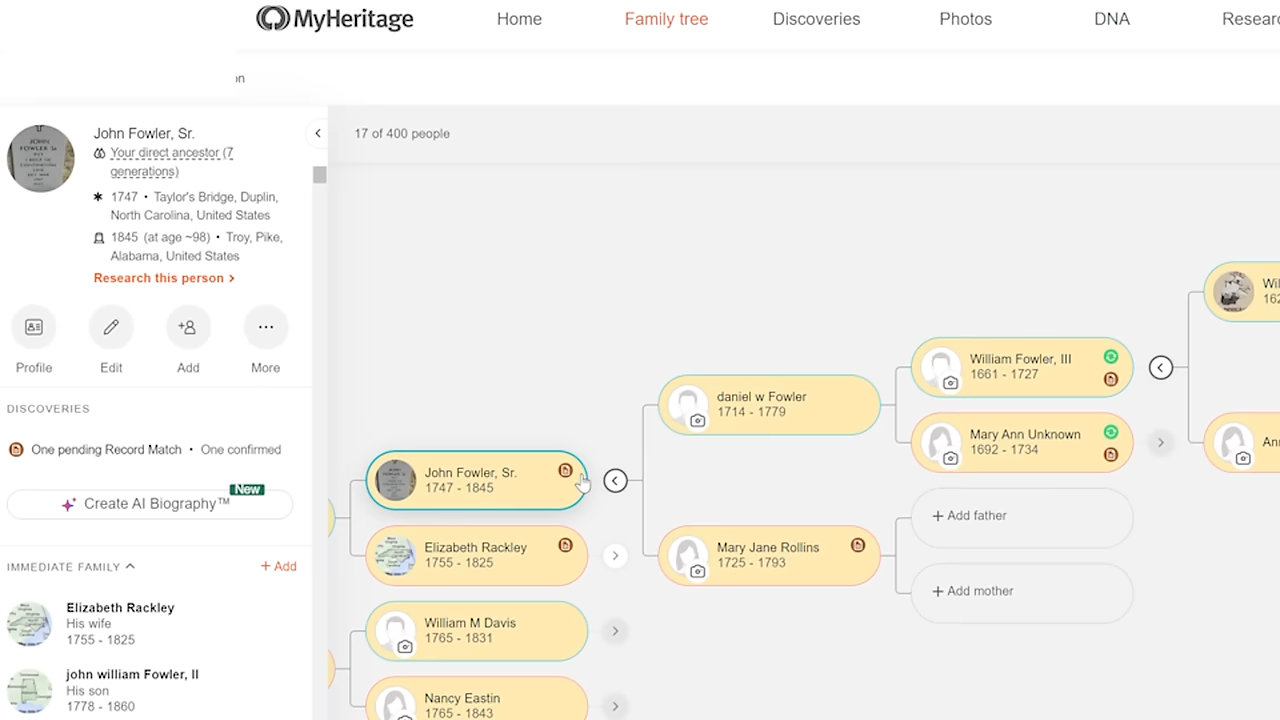 MyHeritage
Home
Family tree
Discoveries
Photos
DNA
Resear
on
John Fowler, Sr.
Your direct ancestor (7
generations)
1747 • Taylor's Bridge, Duplin,
North Carolina, United States
1845 (at age ~98) • Troy, Pike,
Alabama, United States
Research this person >
Profile
Edit
Add
More
DISCOVERIES
One pending Record Match • One confirmed
New
Create AI Biography™
IMMEDIATE FAMILY
+ Add
Elizabeth Rackley
His wife
1755 - 1825
john william Fowler, II
His son
1778 - 1860
17 of 400 people
John Fowler, Sr.
1747 - 1845
Elizabeth Rackley
1755 - 1825
William M Davis
1765 - 1831
Nancy Eastin
1765 - 1843
daniel w Fowler
1714 - 1779
Mary Jane Rollins
1725 - 1793
William Fowler, III
1661 - 1727
Mary Ann Unknown
1692 - 1734
+ Add father
+ Add mother
Wil
162
Ann